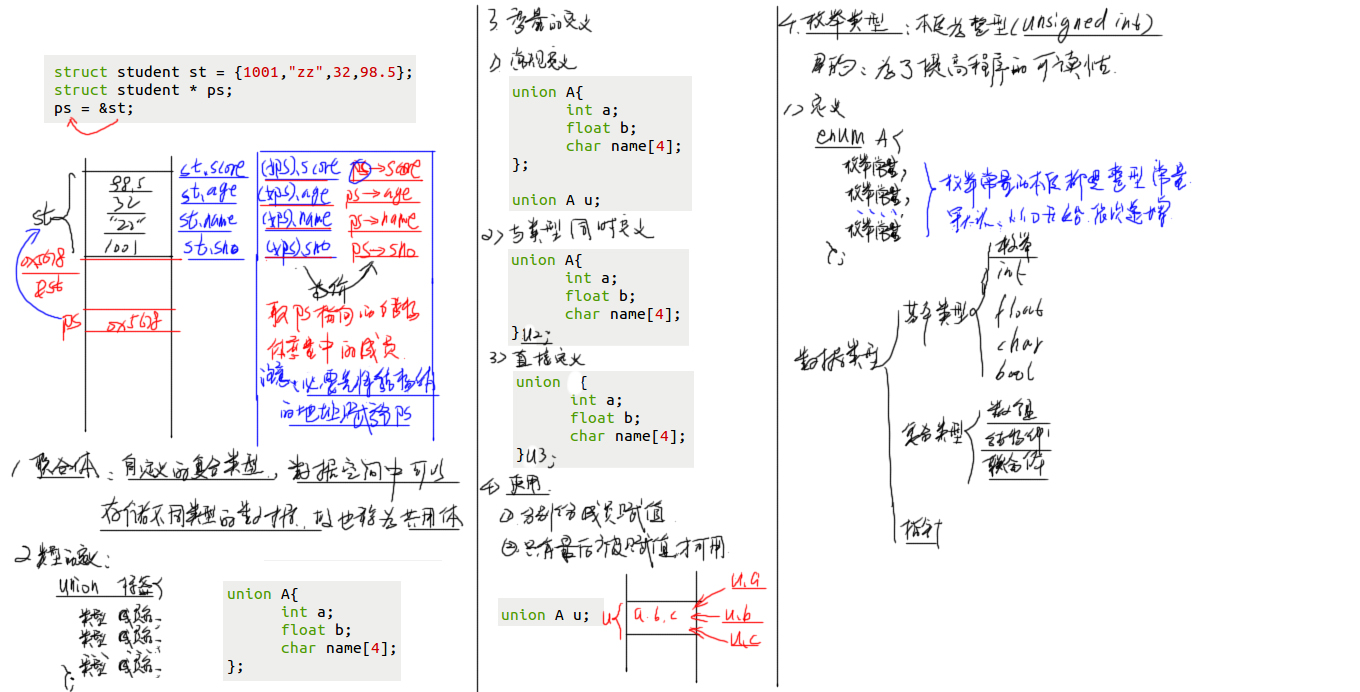 struct student st = {1001,"zz",32,98.5};
struct student * ps;
ps = &st;
st
98.5
32
"zz"
1001
st.score
st.age
st.name
st.sno
(*ps).score
(*ps).age
(*ps).name
(*ps).sno
ps→score
ps→age
ps→name
ps→sno
等价
0x5678
&st
ps
0x5678
取ps指向的结构
体变量中的成员.
注意:必需先将结构体
的地址赋给ps
1、联合体:自定义的复合类型,数据空间中可以
存储不同类型的数据,故也称为共用体
2、类型的定义:
union 标签{
类型 成员;
类型 成员;
类型 成员;
};
union A{
int a;
float b;
char name[4];
};
3.变量的定义
1)常规定义
union A{
int a;
float b;
char name[4];
};
union A u;
2)与类型同时定义
union A{
int a;
float b;
char name[4];
}u2;
3)直接定义
union {
int a;
float b;
char name[4];
}u3;
4)使用
①分别给成员赋值
②只有最后被赋值才可用
union A u;
u
a.b.c
u.a
u.b
u.c
4.枚举类型:本质为整型(unsigned int)
目的:为了提高程序的可读性.
1)定义
enum A{
枚举常量,
枚举常量,
枚举常量
};
枚举常量的本质都是整型常量
默认:从0开始,依次递增
数据类型
基本类型
枚举
int
float
char
bool
复合类型
数组
结构体
联合体
指针